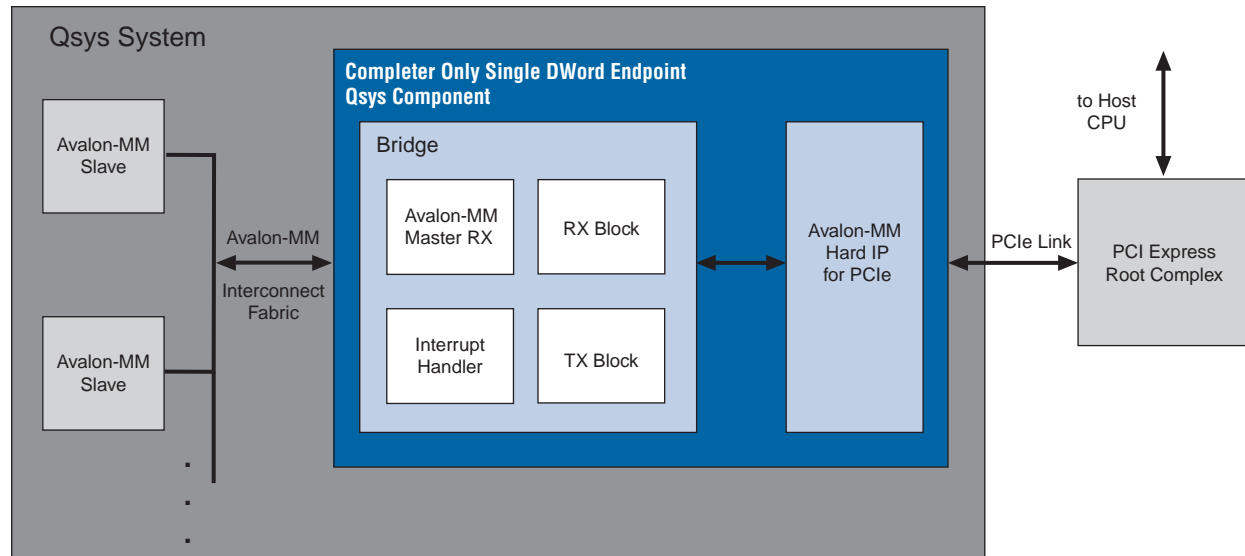 Qsys System
Completer Only Single DWord Endpoint
Qsys Component
Bridge
Avalon-MM
Slave
Avalon-MM
Slave
Avalon-MM
Interconnect
Fabric
Avalon-MM
Master RX
RX Block
Interrupt
Handler
TX Block
Avalon-MM
Hard IP
for PCIe
PCIe Link
to Host
CPU
PCI Express
Root Complex